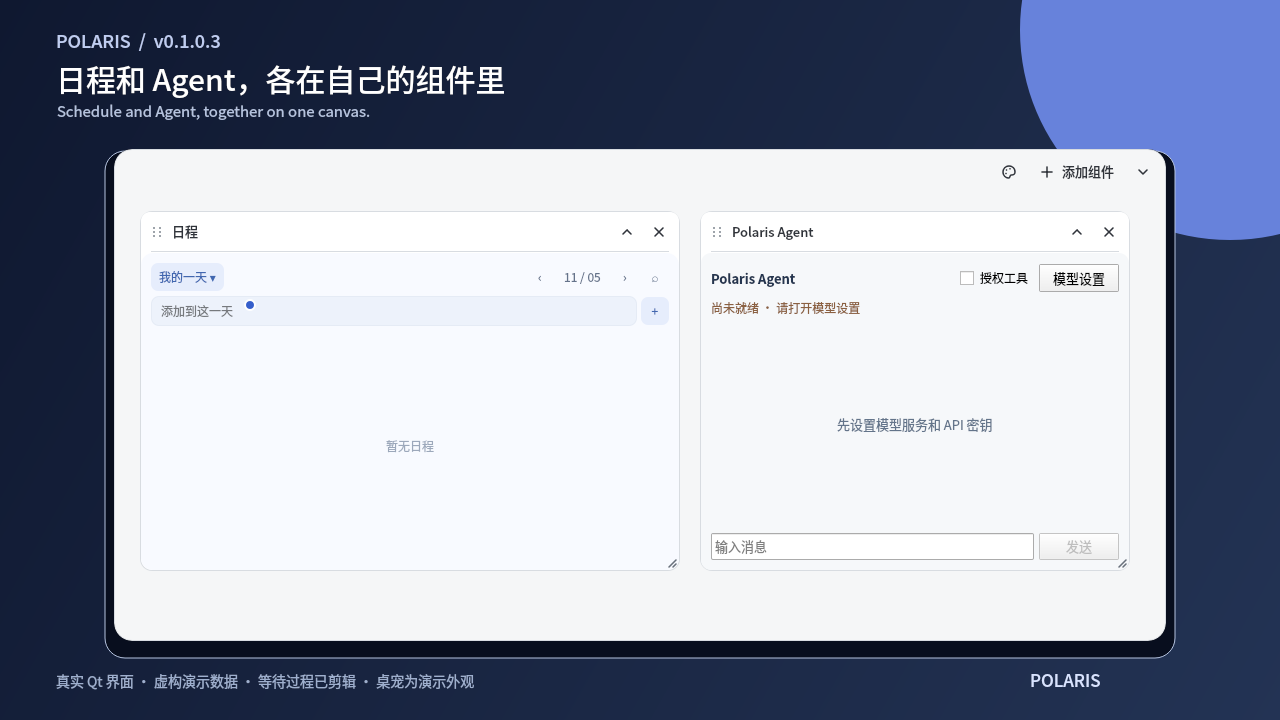 POLARIS / v0.1.0.3
日程和 Agent，各在自己的组件里
Schedule and Agent, together on one canvas.
添加组件
日程
我的一天 ▾
‹ 11 / 05 ›
添加到这一天
+
暂无日程
Polaris Agent
Polaris Agent
授权工具
模型设置
尚未就绪 · 请打开模型设置
先设置模型服务和 API 密钥
输入消息
发送
真实 Qt 界面 · 虚构演示数据 · 等待过程已剪辑 · 桌宠为演示外观
POLARIS